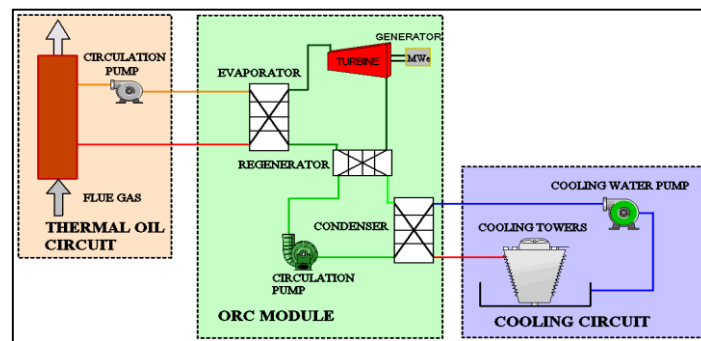 CIRCULATION
PUMP
FLUE GAS
THERMAL OIL
CIRCUIT
EVAPORATOR
GENERATOR
TURBINE
MWe
REGENERATOR
CONDENSER
CIRCULATION
PUMP
ORC MODULE
COOLING WATER PUMP
COOLING TOWERS
COOLING CIRCUIT